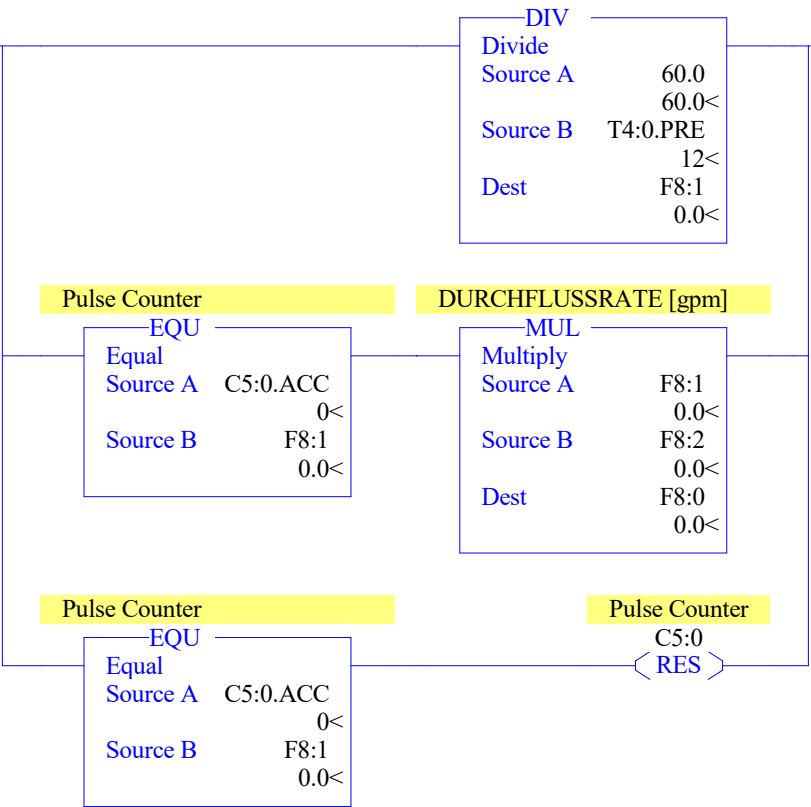 DIV
Divide
Source A 60.0
60.0<
Source B T4:0.PRE
12<
Dest F8:1
0.0<
Pulse Counter
EQU
Equal
Source A C5:0.ACC
0<
Source B F8:1
0.0<
DURCHFLUSSRATE [gpm]
MUL
Multiply
Source A F8:1
0.0<
Source B F8:2
0.0<
Dest F8:0
0.0<
Pulse Counter
EQU
Equal
Source A C5:0.ACC
0<
Source B F8:1
0.0<
Pulse Counter
C5:0
RES